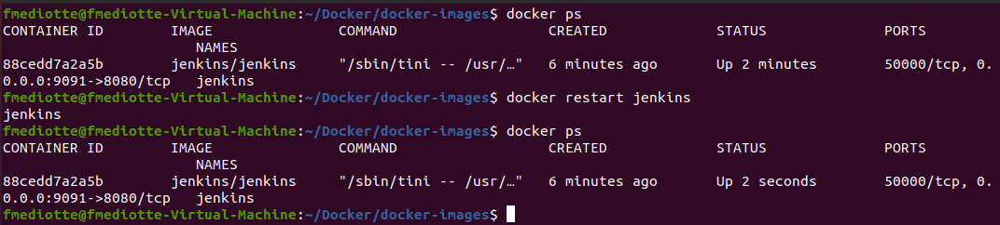 fmediotte@fmediotte-Virtual-Machine:~/Docker/docker-images$ docker ps
CONTAINER ID        IMAGE               COMMAND                  CREATED             STATUS              PORTS
                       NAMES
88cedd7a2a5b        jenkins/jenkins     "/sbin/tini -- /usr/…"   6 minutes ago       Up 2 minutes        50000/tcp, 0.
0.0.0:9091->8080/tcp   jenkins
fmediotte@fmediotte-Virtual-Machine:~/Docker/docker-images$ docker restart jenkins
jenkins
fmediotte@fmediotte-Virtual-Machine:~/Docker/docker-images$ docker ps
CONTAINER ID        IMAGE               COMMAND                  CREATED             STATUS              PORTS
                       NAMES
88cedd7a2a5b        jenkins/jenkins     "/sbin/tini -- /usr/…"   6 minutes ago       Up 2 seconds        50000/tcp, 0.
0.0.0:9091->8080/tcp   jenkins
fmediotte@fmediotte-Virtual-Machine:~/Docker/docker-images$